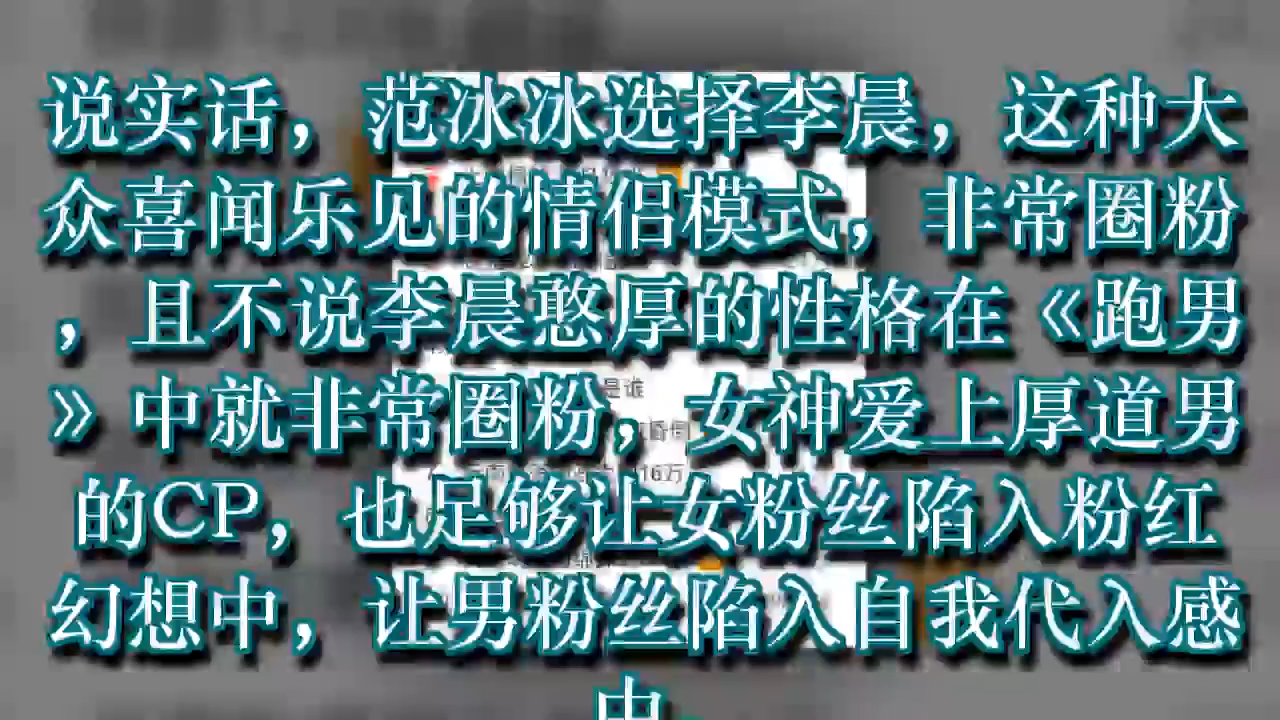 说实话，范冰冰选择李晨，这种大
众喜闻乐见的情侣模式，非常圈粉
，且不说李晨憨厚的性格在《跑男
》中就非常圈粉，女神爱上厚道男
的CP，也足够让女粉丝陷入粉红
幻想中，让男粉丝陷入自我代入感
中。
是谁